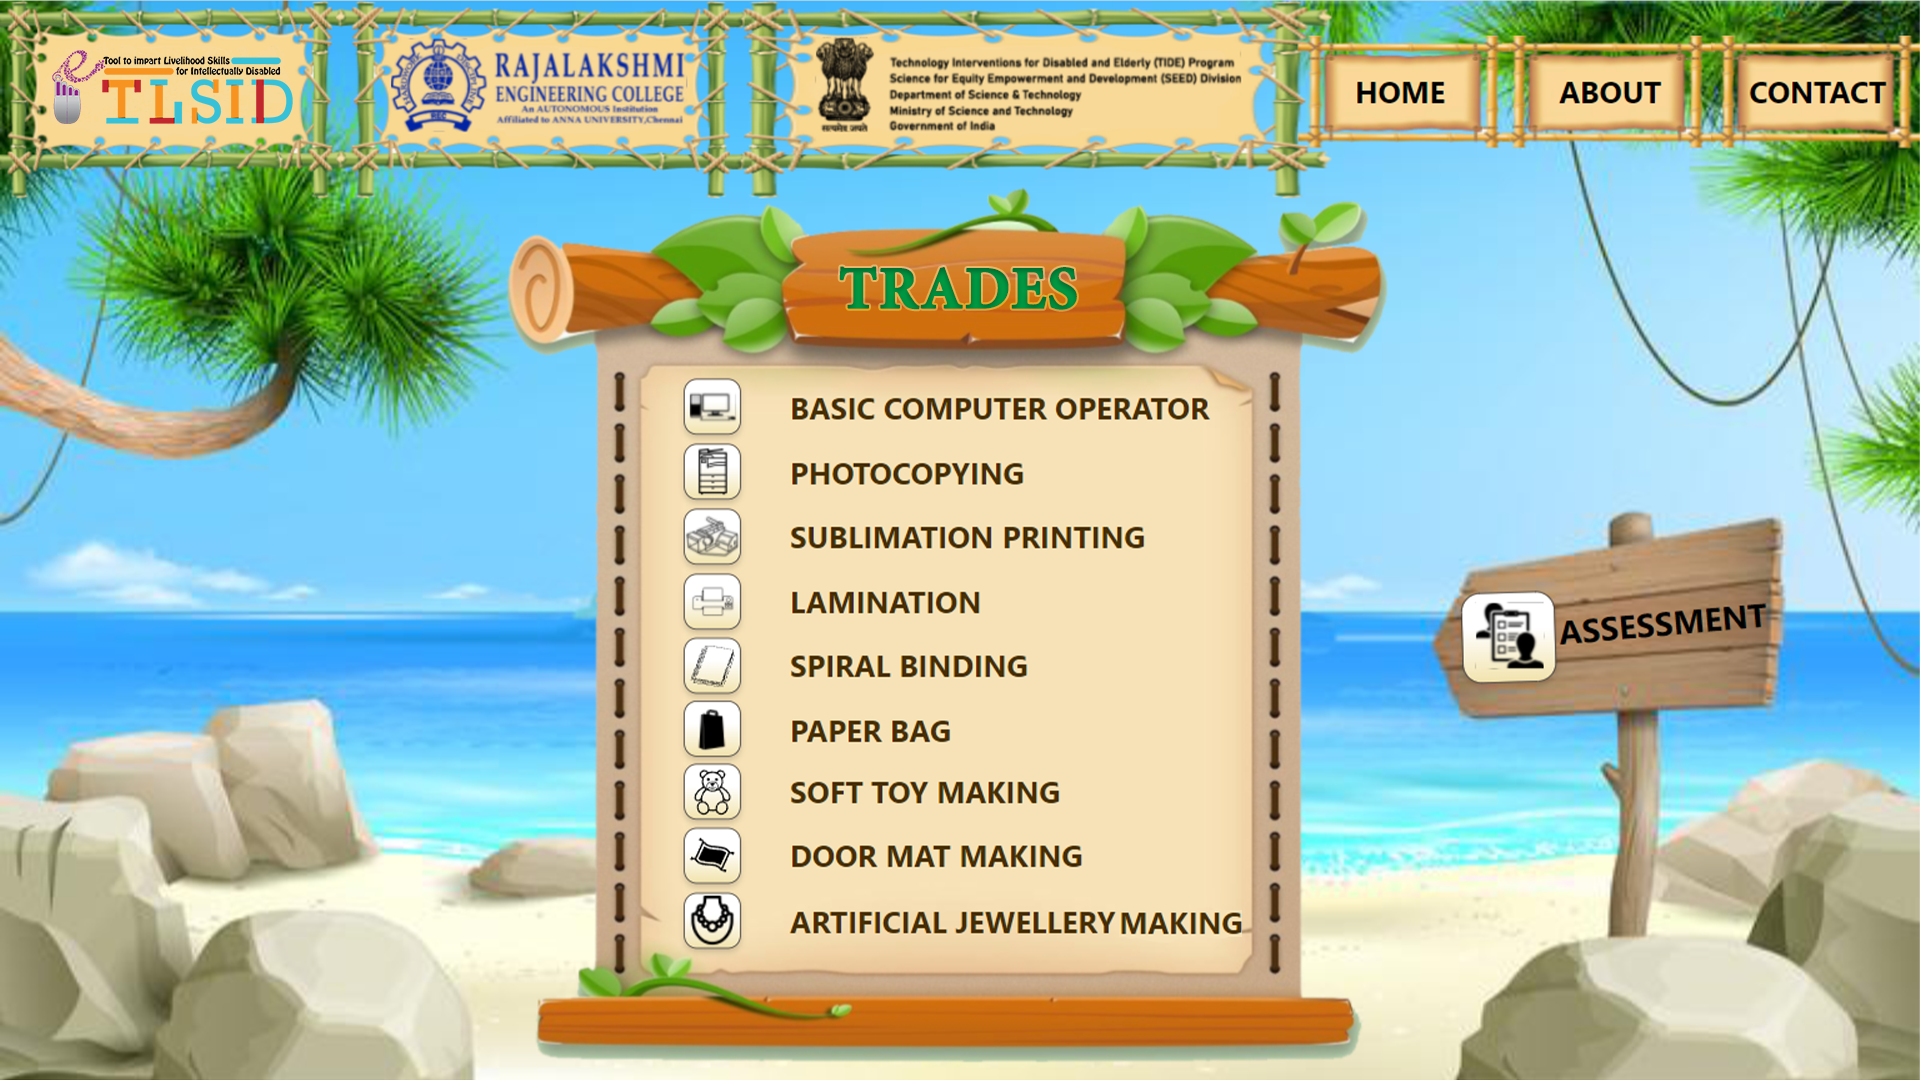 Tool to impart Livelihood Skills
for Intellectually Disabled
e TLSID
RAJALAKSHMI
ENGINEERING COLLEGE
An AUTONOMOUS Institution
Affiliated to ANNA UNIVERSITY, Chennai
REC
सत्यमेव जयते
Technology Interventions for Disabled and Elderly (TIDE) Program
Science for Equity Empowerment and Development (SEED) Division
Department of Science & Technology
Ministry of Science and Technology
Government of India
HOME
ABOUT
CONTACT
TRADES
BASIC COMPUTER OPERATOR
PHOTOCOPYING
SUBLIMATION PRINTING
LAMINATION
SPIRAL BINDING
PAPER BAG
SOFT TOY MAKING
DOOR MAT MAKING
ARTIFICIAL JEWELLERY MAKING
ASSESSMENT